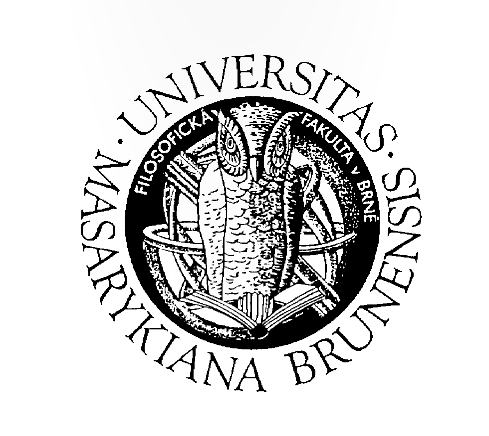 UNIVERSITAS · MASARYKIANA BRUNENSIS ·
FILOSOFICKÁ FAKULTA v BRNĚ